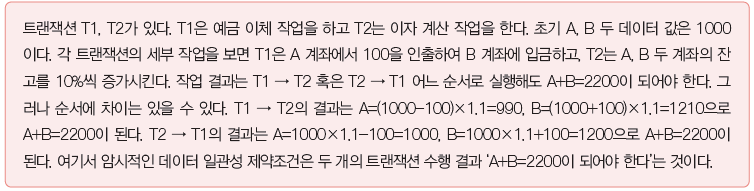 트랜잭션 T1, T2가 있다. T1은 예금 이체 작업을 하고 T2는 이자 계산 작업을 한다. 초기 A, B 두 데이터 값은 1000
이다. 각 트랜잭션의 세부 작업을 보면 T1은 A 계좌에서 100을 인출하여 B 계좌에 입금하고, T2는 A, B 두 계좌의 잔
고를 10%씩 증가시킨다. 작업 결과는 T1 → T2 혹은 T2 → T1 어느 순서로 실행해도 A+B=2200이 되어야 한다. 그
러나 순서에 차이는 있을 수 있다. T1 → T2의 결과는 A=(1000-100)×1.1=990, B=(1000+100)×1.1=1210으로
A+B=2200이 된다. T2 → T1의 결과는 A=1000×1.1-100=1000, B=1000×1.1+100=1200으로 A+B=2200이
된다. 여기서 암시적인 데이터 일관성 제약조건은 두 개의 트랜잭션 수행 결과 ‘A+B=2200이 되어야 한다’는 것이다.